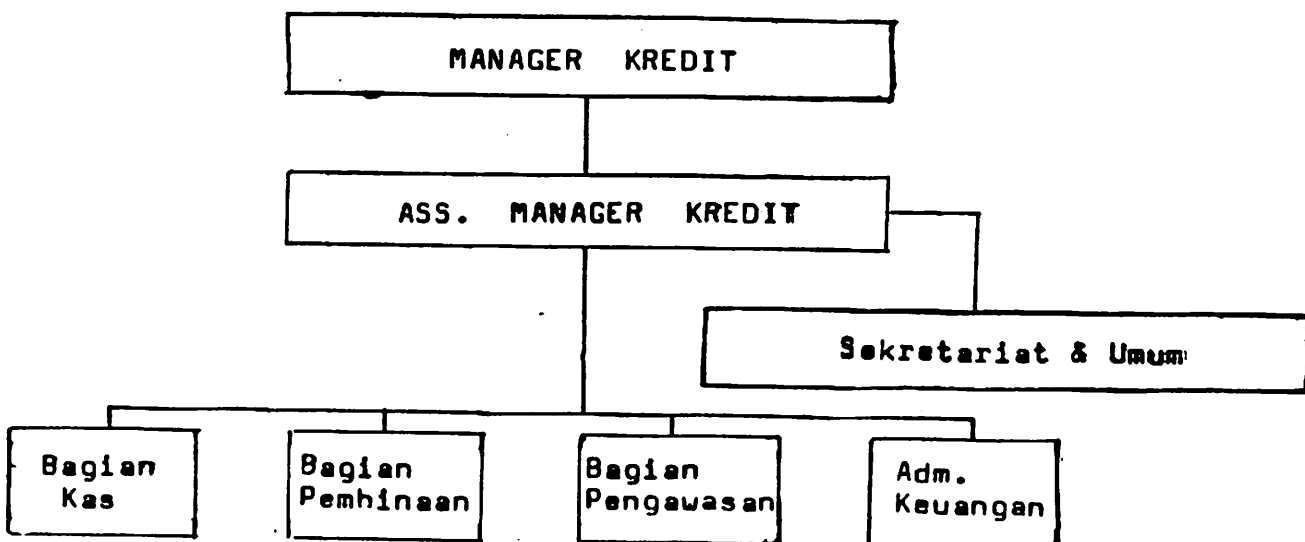 MANAGER KREDIT
ASS. MANAGER KREDIT
Sekretariat & Umum
Bagian
Kas
Bagian
Pemhinaan
Bagian
Pengawasan
Adm.
Keuangan